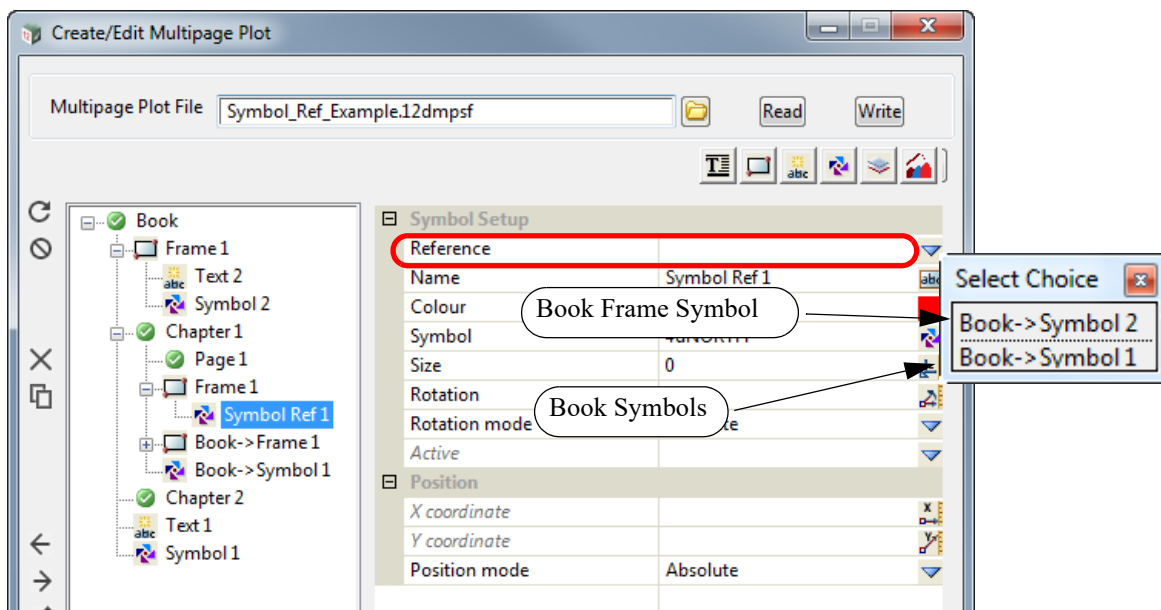 Create/Edit Multipage Plot
Multipage Plot File Symbol_Ref_Example.12dmpsf Read Write
Book
Frame 1
abc Text 2
Symbol 2
Chapter 1
Page 1
Frame 1
Symbol Ref 1
Book->Frame 1
Book->Symbol 1
Chapter 2
abc Text 1
Symbol 1
Symbol Setup
Reference
Name Symbol Ref 1
Colour
Symbol
Size 0
Rotation
Rotation mode
Active
Position
X coordinate
Y coordinate
Position mode Absolute
Book Frame Symbol
Book Symbols
Select Choice
Book->Symbol 2
Book->Symbol 1